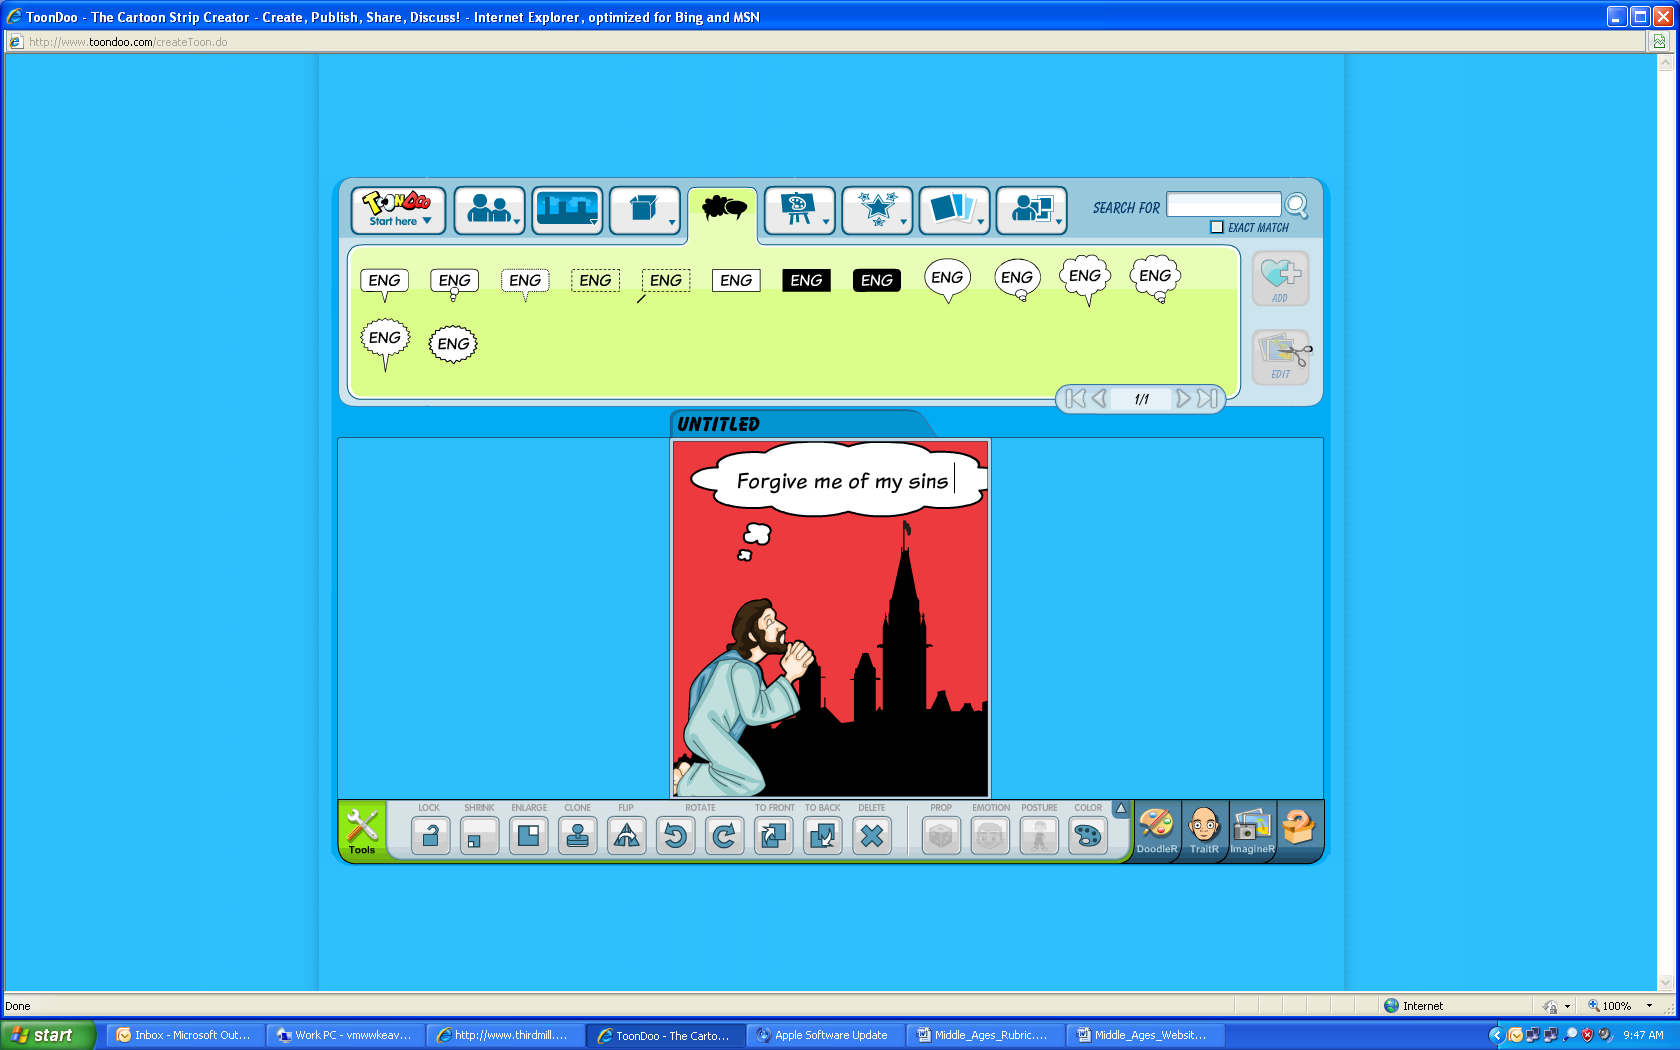 ToonDoo - The Cartoon Strip Creator - Create, Publish, Share, Discuss! - Internet Explorer, optimized for Bing and MSN
http://www.toondoo.com/createToon.do
TOONDOO
Start here
SEARCH FOR
EXACT MATCH
ENG ENG ENG ENG ENG ENG ENG ENG ENG ENG ENG ENG
ENG ENG
ADD
EDIT
1/1
UNTITLED
Forgive me of my sins
Tools
LOCK SHRINK ENLARGE CLONE FLIP ROTATE TO FRONT TO BACK DELETE PROP EMOTION POSTURE COLOR
DoodleR TraitR ImagineR
Done
Internet
100%
start
Inbox - Microsoft Out...
Work PC - vmwwkeav...
http://www.thirdmill....
ToonDoo - The Carto...
Apple Software Update
Middle_Ages_Rubric....
Middle_Ages_Websit...
9:47 AM